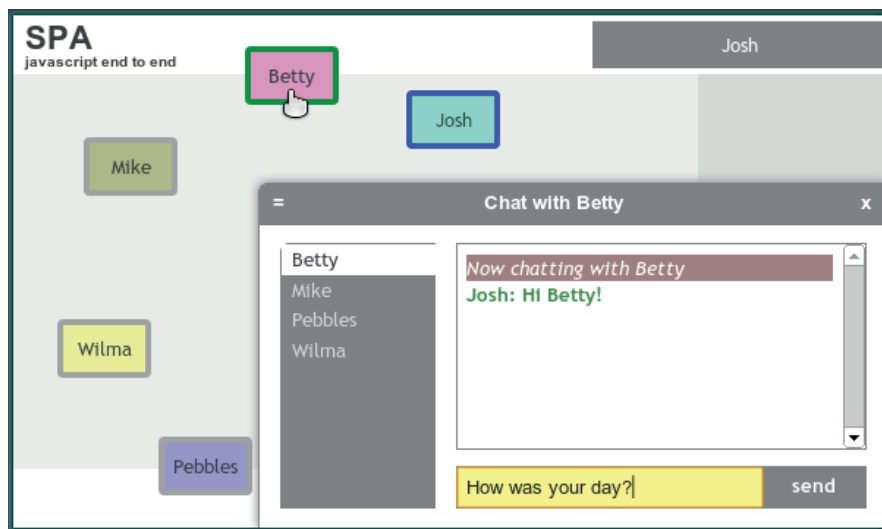 SPA
javascript end to end
Josh
Betty
Josh
Mike
Wilma
Pebbles
= Chat with Betty x
Betty
Mike
Pebbles
Wilma
Now chatting with Betty
Josh: Hi Betty!
How was your day?
send